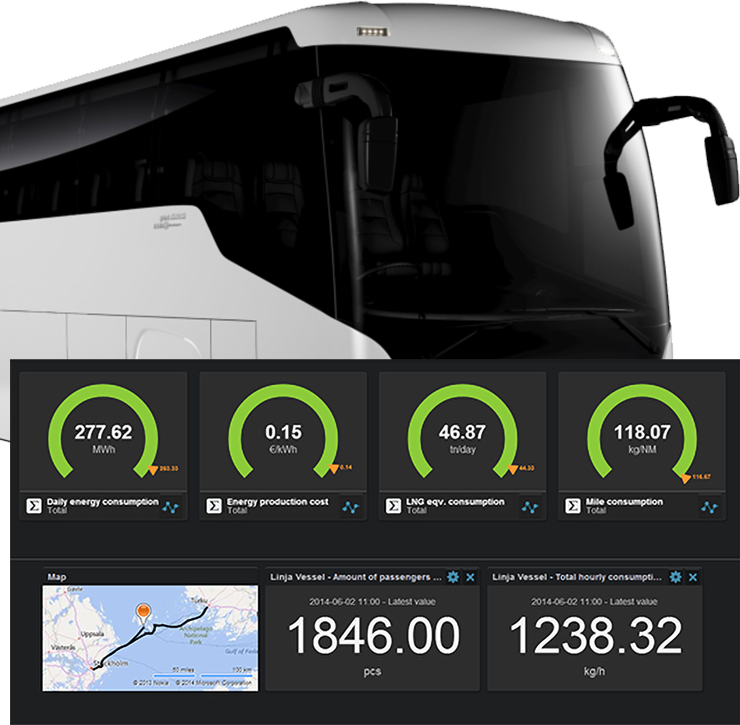 277.62
MWh
0.15
€/kWh
46.87
tn/day
118.07
kg/NM
0.14
44.33
116.67
Daily energy consumption
Total
Energy production cost
Total
LNG eqv. consumption
Total
Mile consumption
Total
Map
Linja Vessel - Amount of passengers ...
Linja Vessel - Total hourly consumpti...
Gävle
Turku
Uppsala
Archipelago
National
Park
Västerås
Stockholm
Gulf of
50 miles
100 km
© 2013 Nokia © 2014 Microsoft Corporation
2014-06-02 11:00 - Latest value
1846.00
pcs
2014-06-02 11:00 - Latest value
1238.32
kg/h